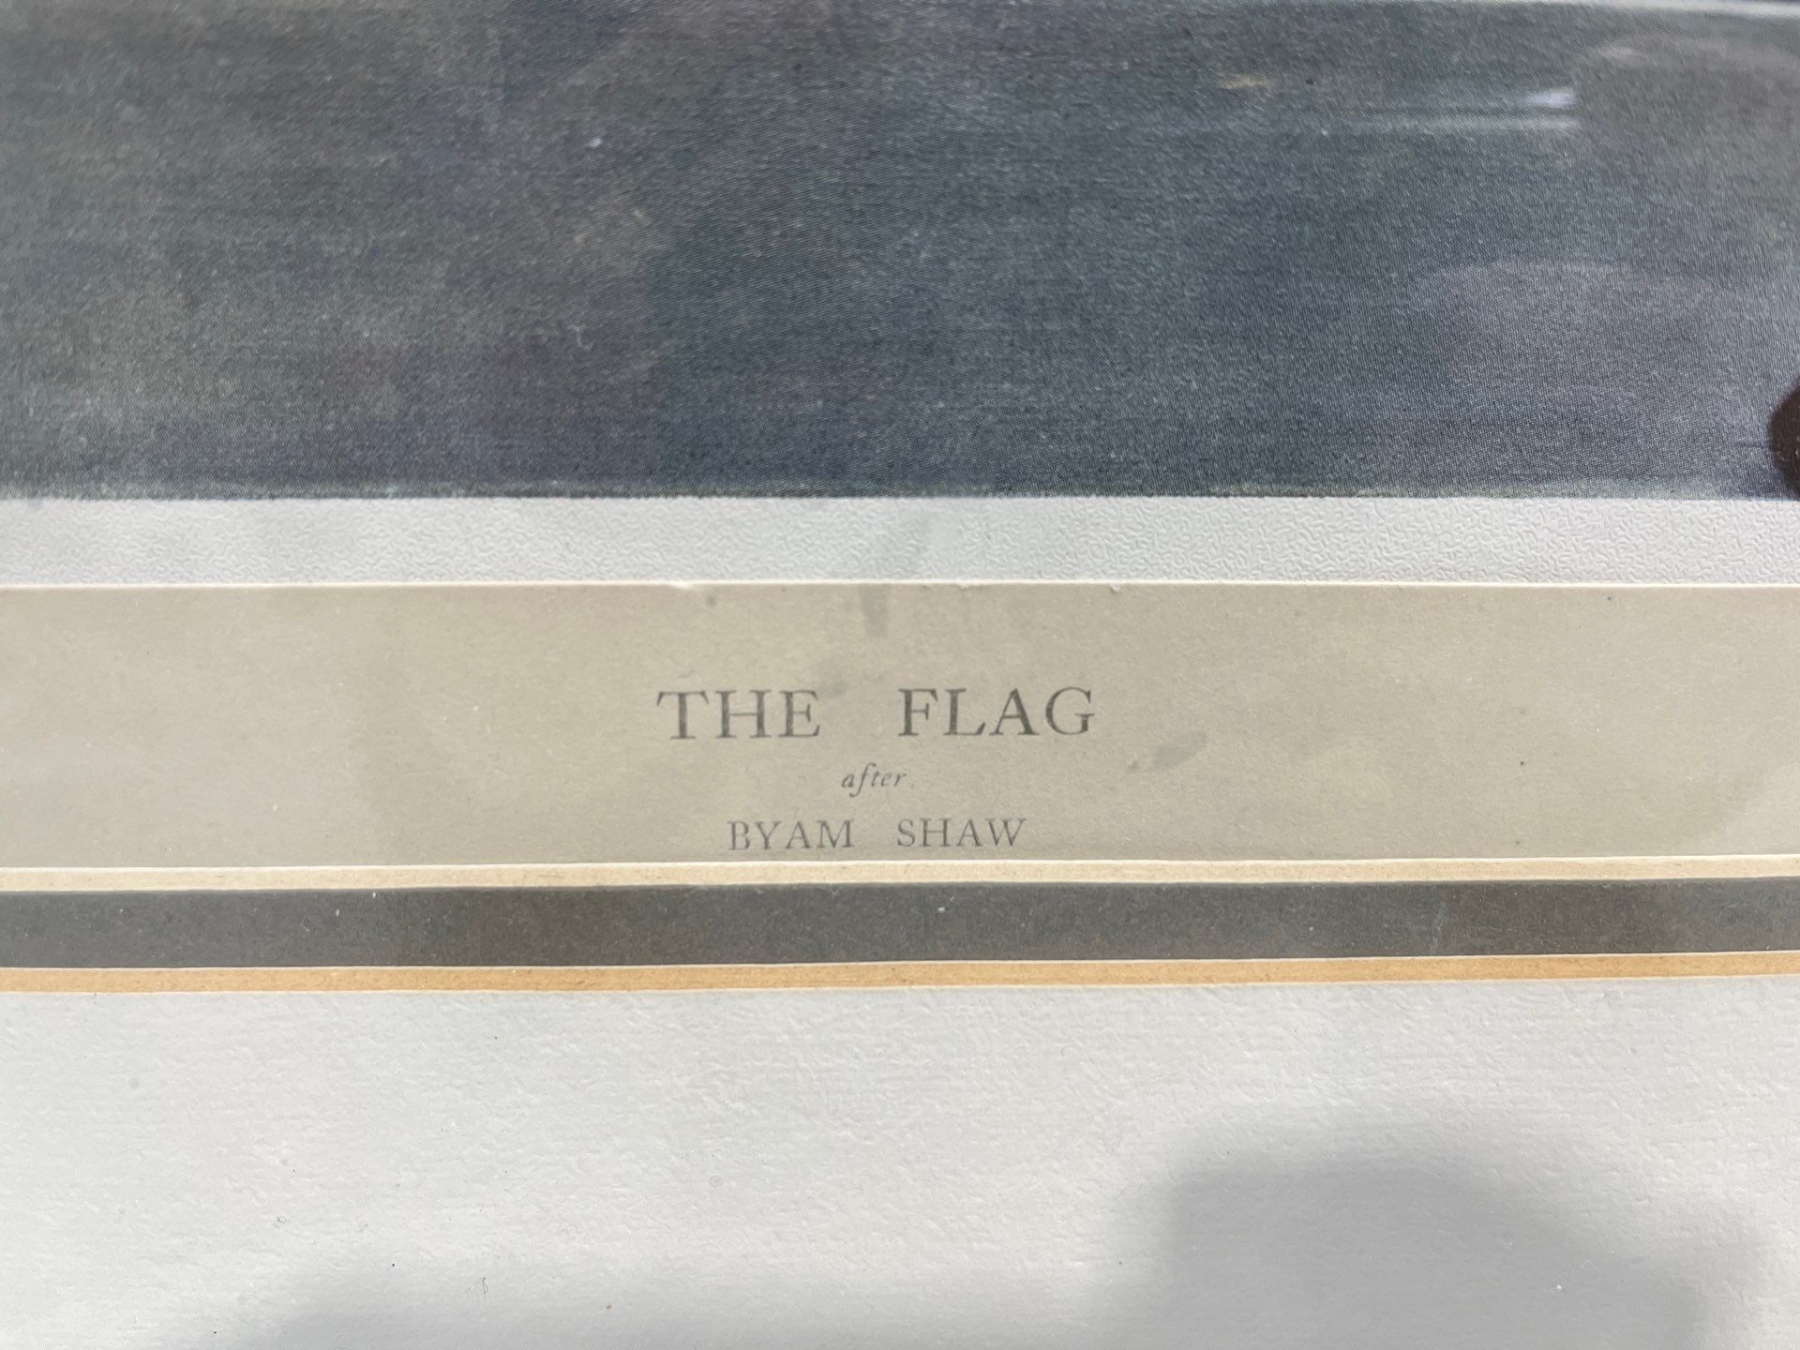 THE FLAG
after
BYAM SHAW